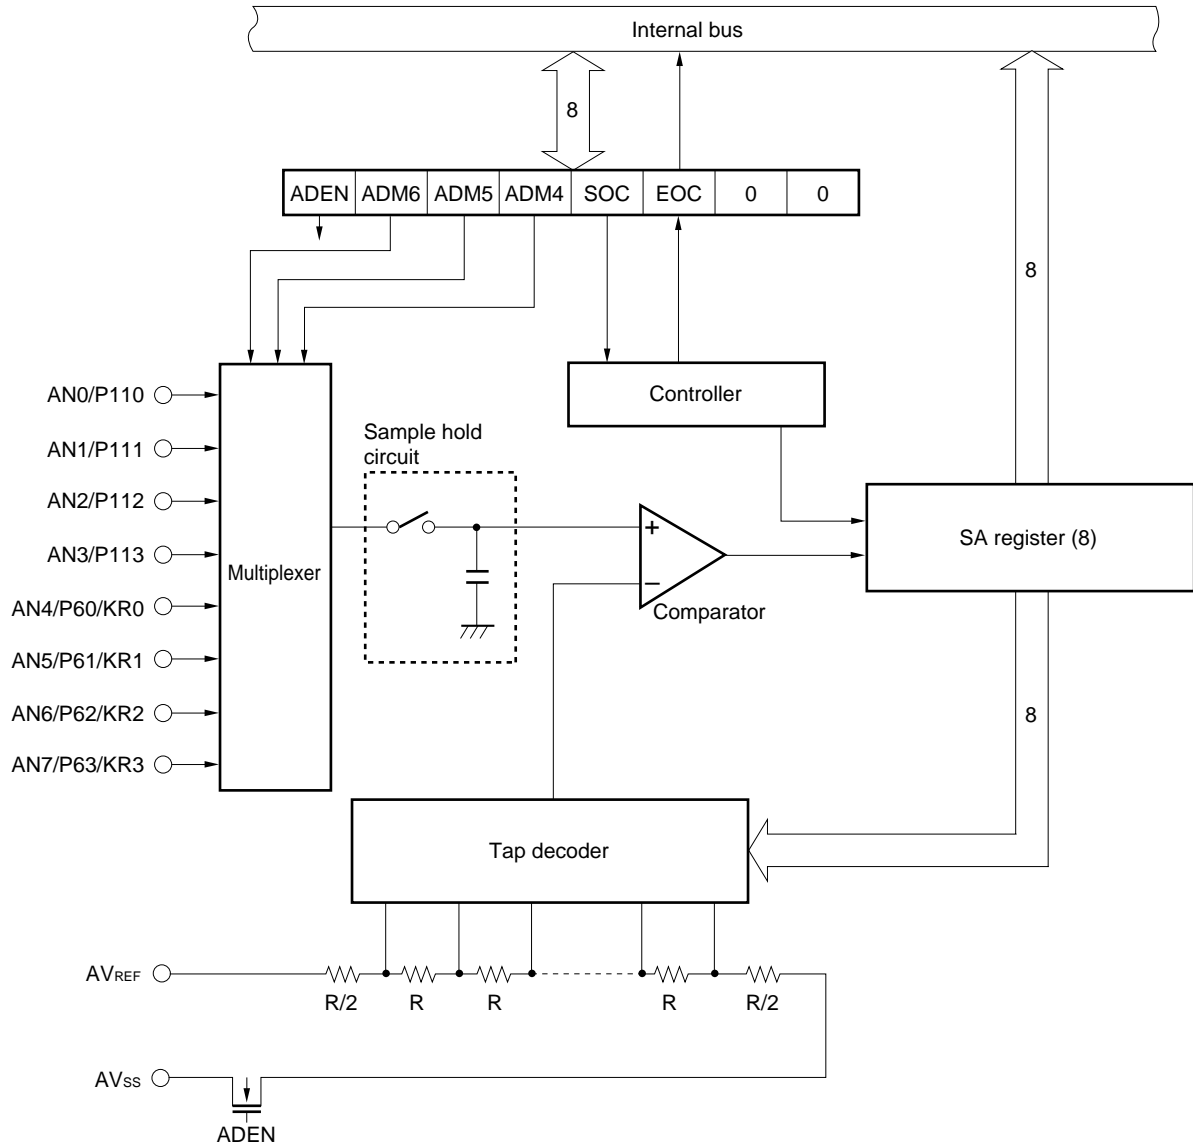 Internal bus
8
ADEN ADM6 ADM5 ADM4 SOC EOC 0 0
8
AN0/P110
AN1/P111
AN2/P112
AN3/P113
AN4/P60/KR0
AN5/P61/KR1
AN6/P62/KR2
AN7/P63/KR3
Multiplexer
Sample hold
circuit
Controller
+
−
Comparator
SA register (8)
8
Tap decoder
AVREF
R/2 R R R R/2
AVSS
ADEN